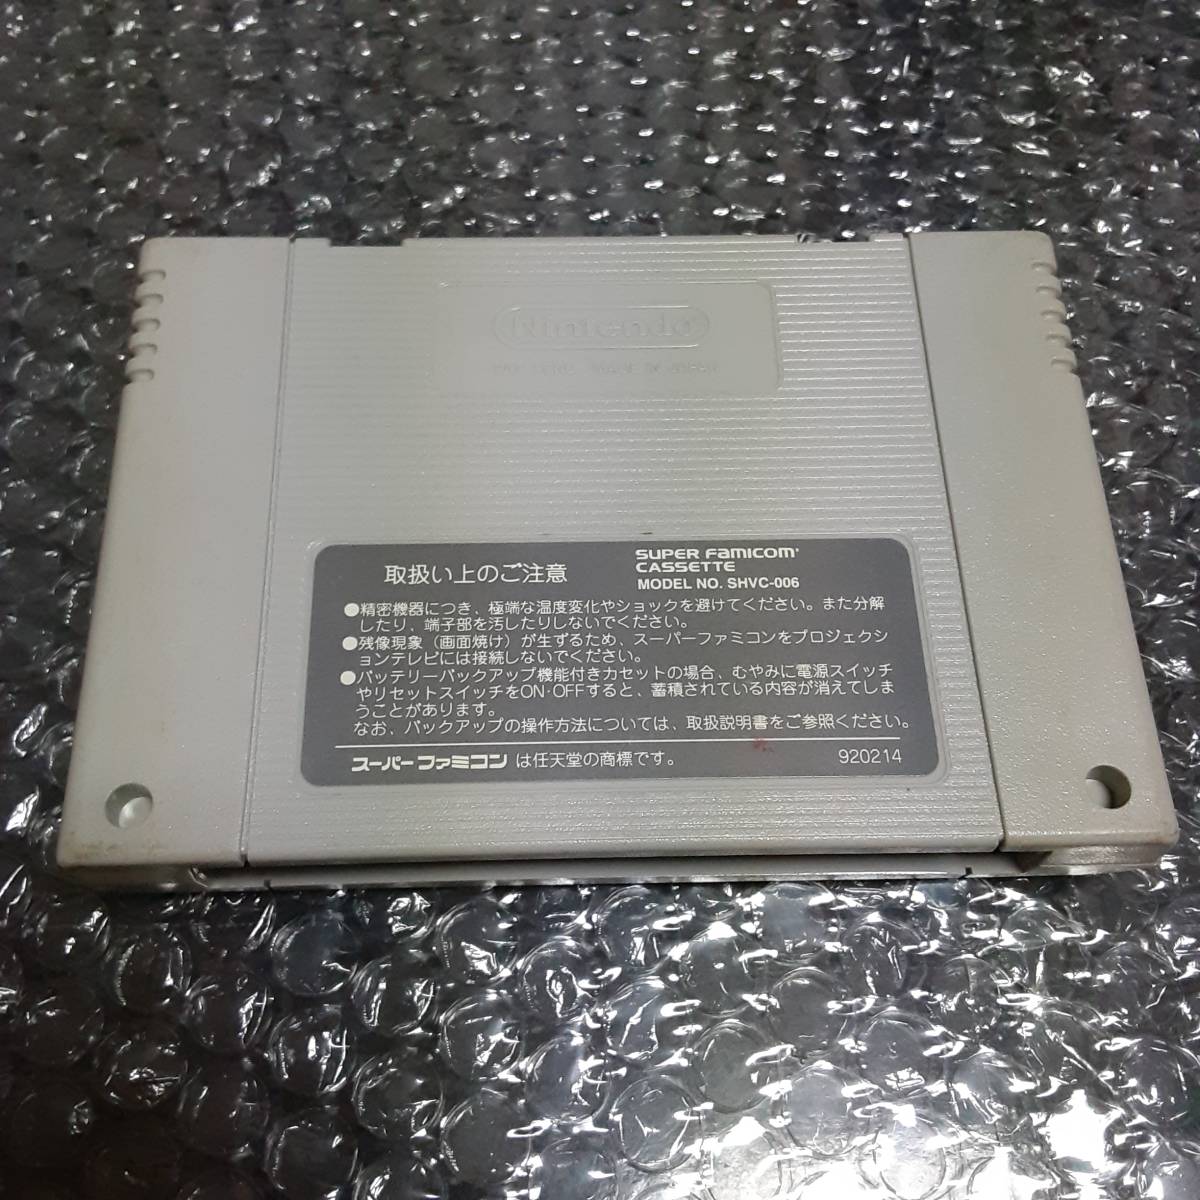 Nintendo
MADE IN JAPAN
取扱い上のご注意
SUPER FAMICOM
CASSETTE
MODEL NO. SHVC-006
●精密機器につき、極端な温度変化やショックを避けてください。また分解
したり、端子部を汚したりしないでください。
●残像現象（画面焼け）が生ずるため、スーパーファミコンをプロジェクシ
ョンテレビには接続しないでください。
●バッテリーバックアップ機能付きカセットの場合、むやみに電源スイッチ
やリセットスイッチをON・OFFすると、蓄積されている内容が消えてしま
うことがあります。
なお、バックアップの操作方法については、取扱説明書をご参照ください。
スーパーファミコンは任天堂の商標です。
920214